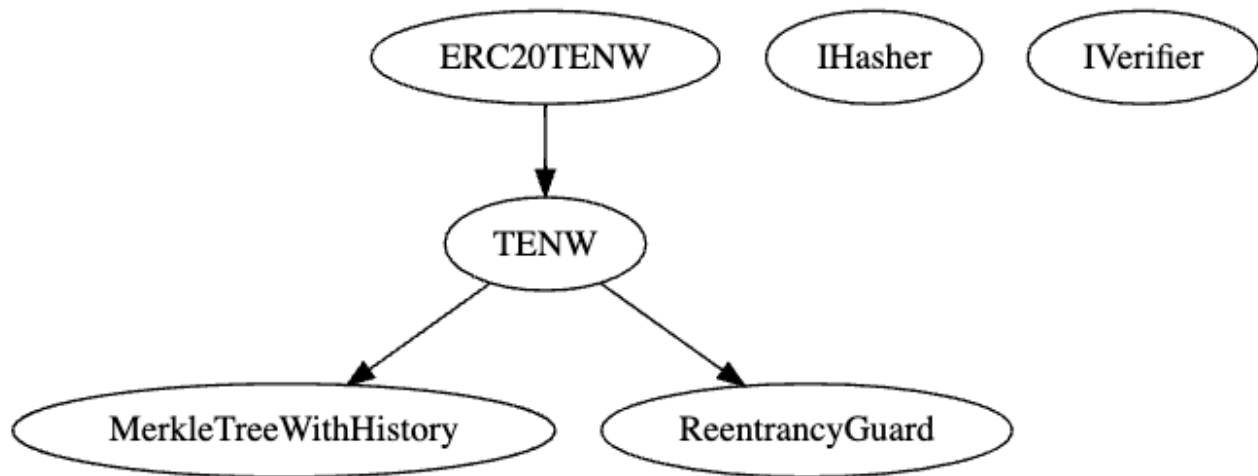 ERC20TENW
IHasher
IVerifier
TENW
MerkleTreeWithHistory
ReentrancyGuard